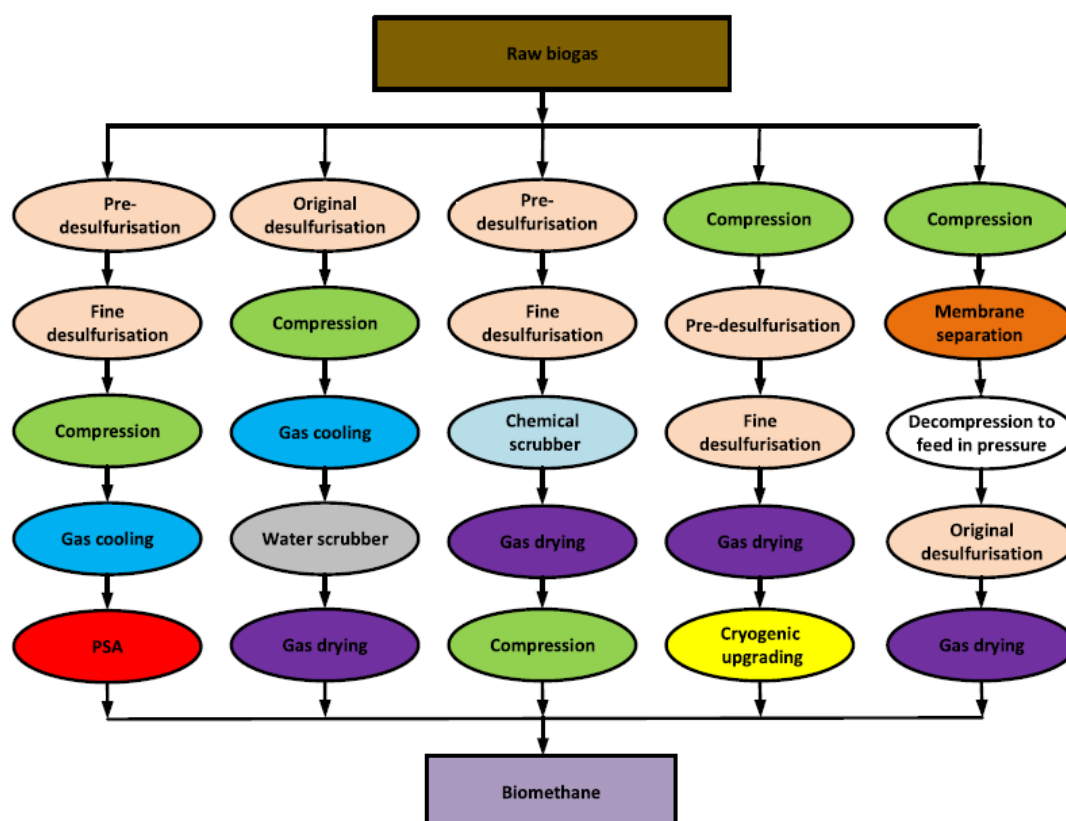 Raw biogas
Pre-
desulfurisation
Original
desulfurisation
Pre-
desulfurisation
Compression
Compression
Fine
desulfurisation
Compression
Fine
desulfurisation
Pre-desulfurisation
Membrane
separation
Compression
Gas cooling
Chemical
scrubber
Fine
desulfurisation
Decompression to
feed in pressure
Gas cooling
Water scrubber
Gas drying
Gas drying
Original
desulfurisation
PSA
Gas drying
Compression
Cryogenic
upgrading
Gas drying
Biomethane